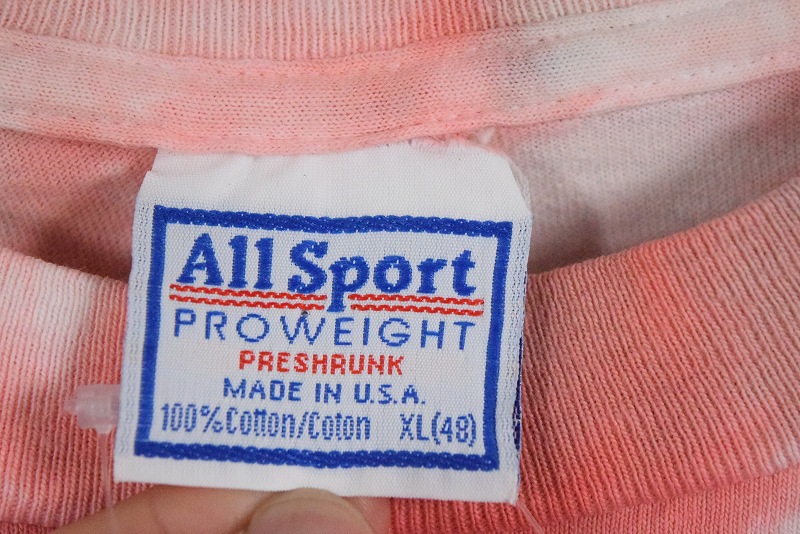 All Sport
PROWEIGHT
PRESHRUNK
MADE IN U.S.A.
100%Cotton/Coton XL(48)